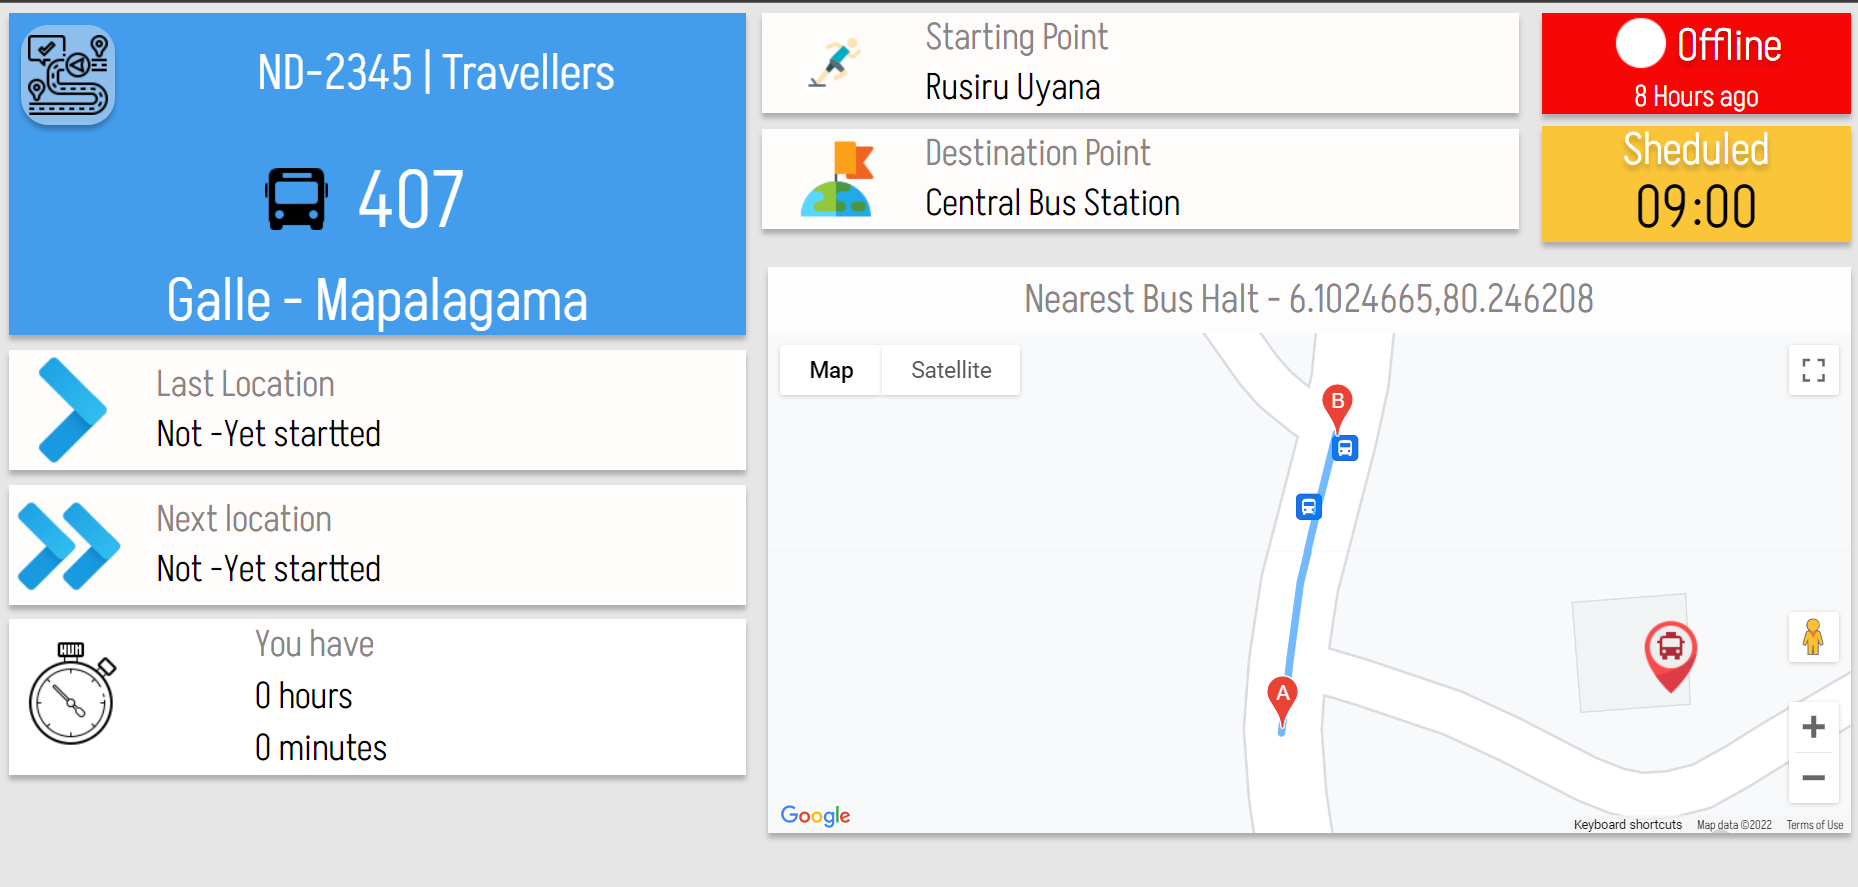 ND-2345 | Travellers
407
Galle - Mapalagama
Last Location
Not -Yet startted
Next location
Not -Yet startted
You have
0 hours
0 minutes
Starting Point
Rusiru Uyana
Destination Point
Central Bus Station
Offline
8 Hours ago
Sheduled
09:00
Nearest Bus Halt - 6.1024665,80.246208
Map
Satellite
B
A
Google
Keyboard shortcuts
Map data ©2022
Terms of Use